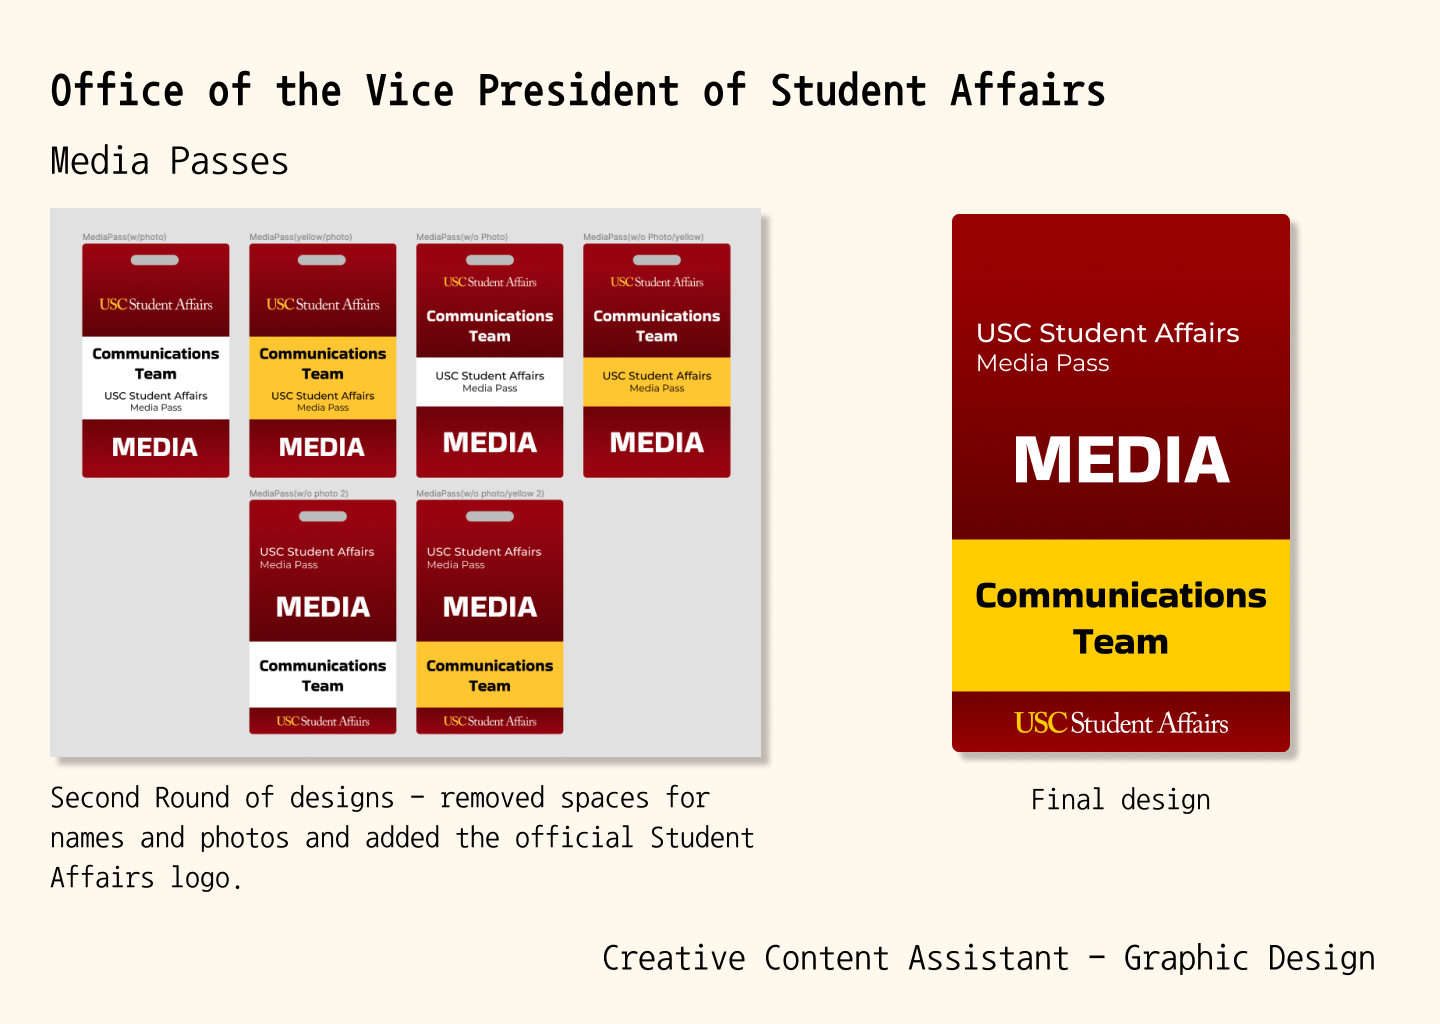 Office of the Vice President of Student Affairs
Media Passes
MediaPass(w/photo)
USC Student Affairs
Communications
Team
USC Student Affairs
Media Pass
MEDIA
MediaPass(yellow/photo)
USC Student Affairs
Communications
Team
USC Student Affairs
Media Pass
MEDIA
MediaPass(w/o Photo)
USC Student Affairs
Communications
Team
USC Student Affairs
Media Pass
MEDIA
MediaPass(w/o Photo/yellow)
USC Student Affairs
Communications
Team
USC Student Affairs
Media Pass
MEDIA
MediaPass(w/o photo 2)
USC Student Affairs
Media Pass
MEDIA
Communications
Team
USC Student Affairs
MediaPass(w/o photo/yellow 2)
USC Student Affairs
Media Pass
MEDIA
Communications
Team
USC Student Affairs
Second Round of designs – removed spaces for
names and photos and added the official Student
Affairs logo.
USC Student Affairs
Media Pass
MEDIA
Communications
Team
USC Student Affairs
Final design
Creative Content Assistant – Graphic Design